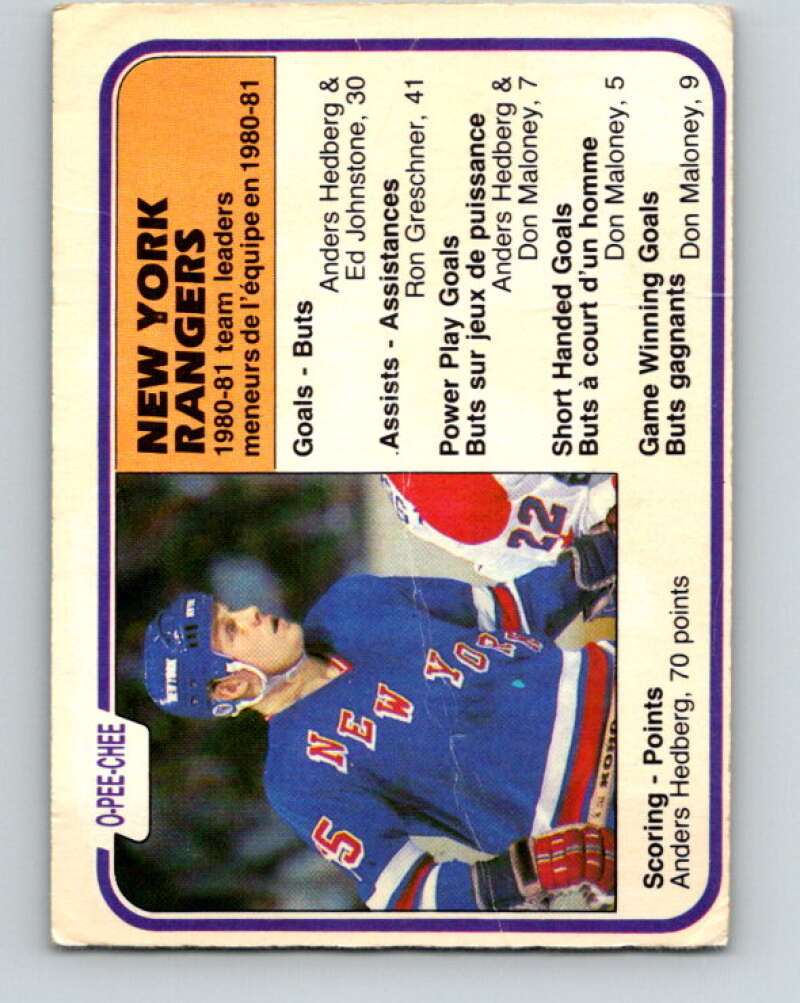 O-PEE-CHEE
NEW YORK
RANGERS
1980-81 team leaders
meneurs de l'équipe en 1980-81
Goals - Buts
Anders Hedberg &
Ed Johnstone, 30
Assists - Assistances
Ron Greschner, 41
Power Play Goals
Buts sur jeux de puissance
Anders Hedberg &
Don Maloney, 7
Short Handed Goals
Buts à court d'un homme
Don Maloney, 5
Game Winning Goals
Buts gagnants
Don Maloney, 9
NEW YORK
15
22
Scoring - Points
Anders Hedberg, 70 points